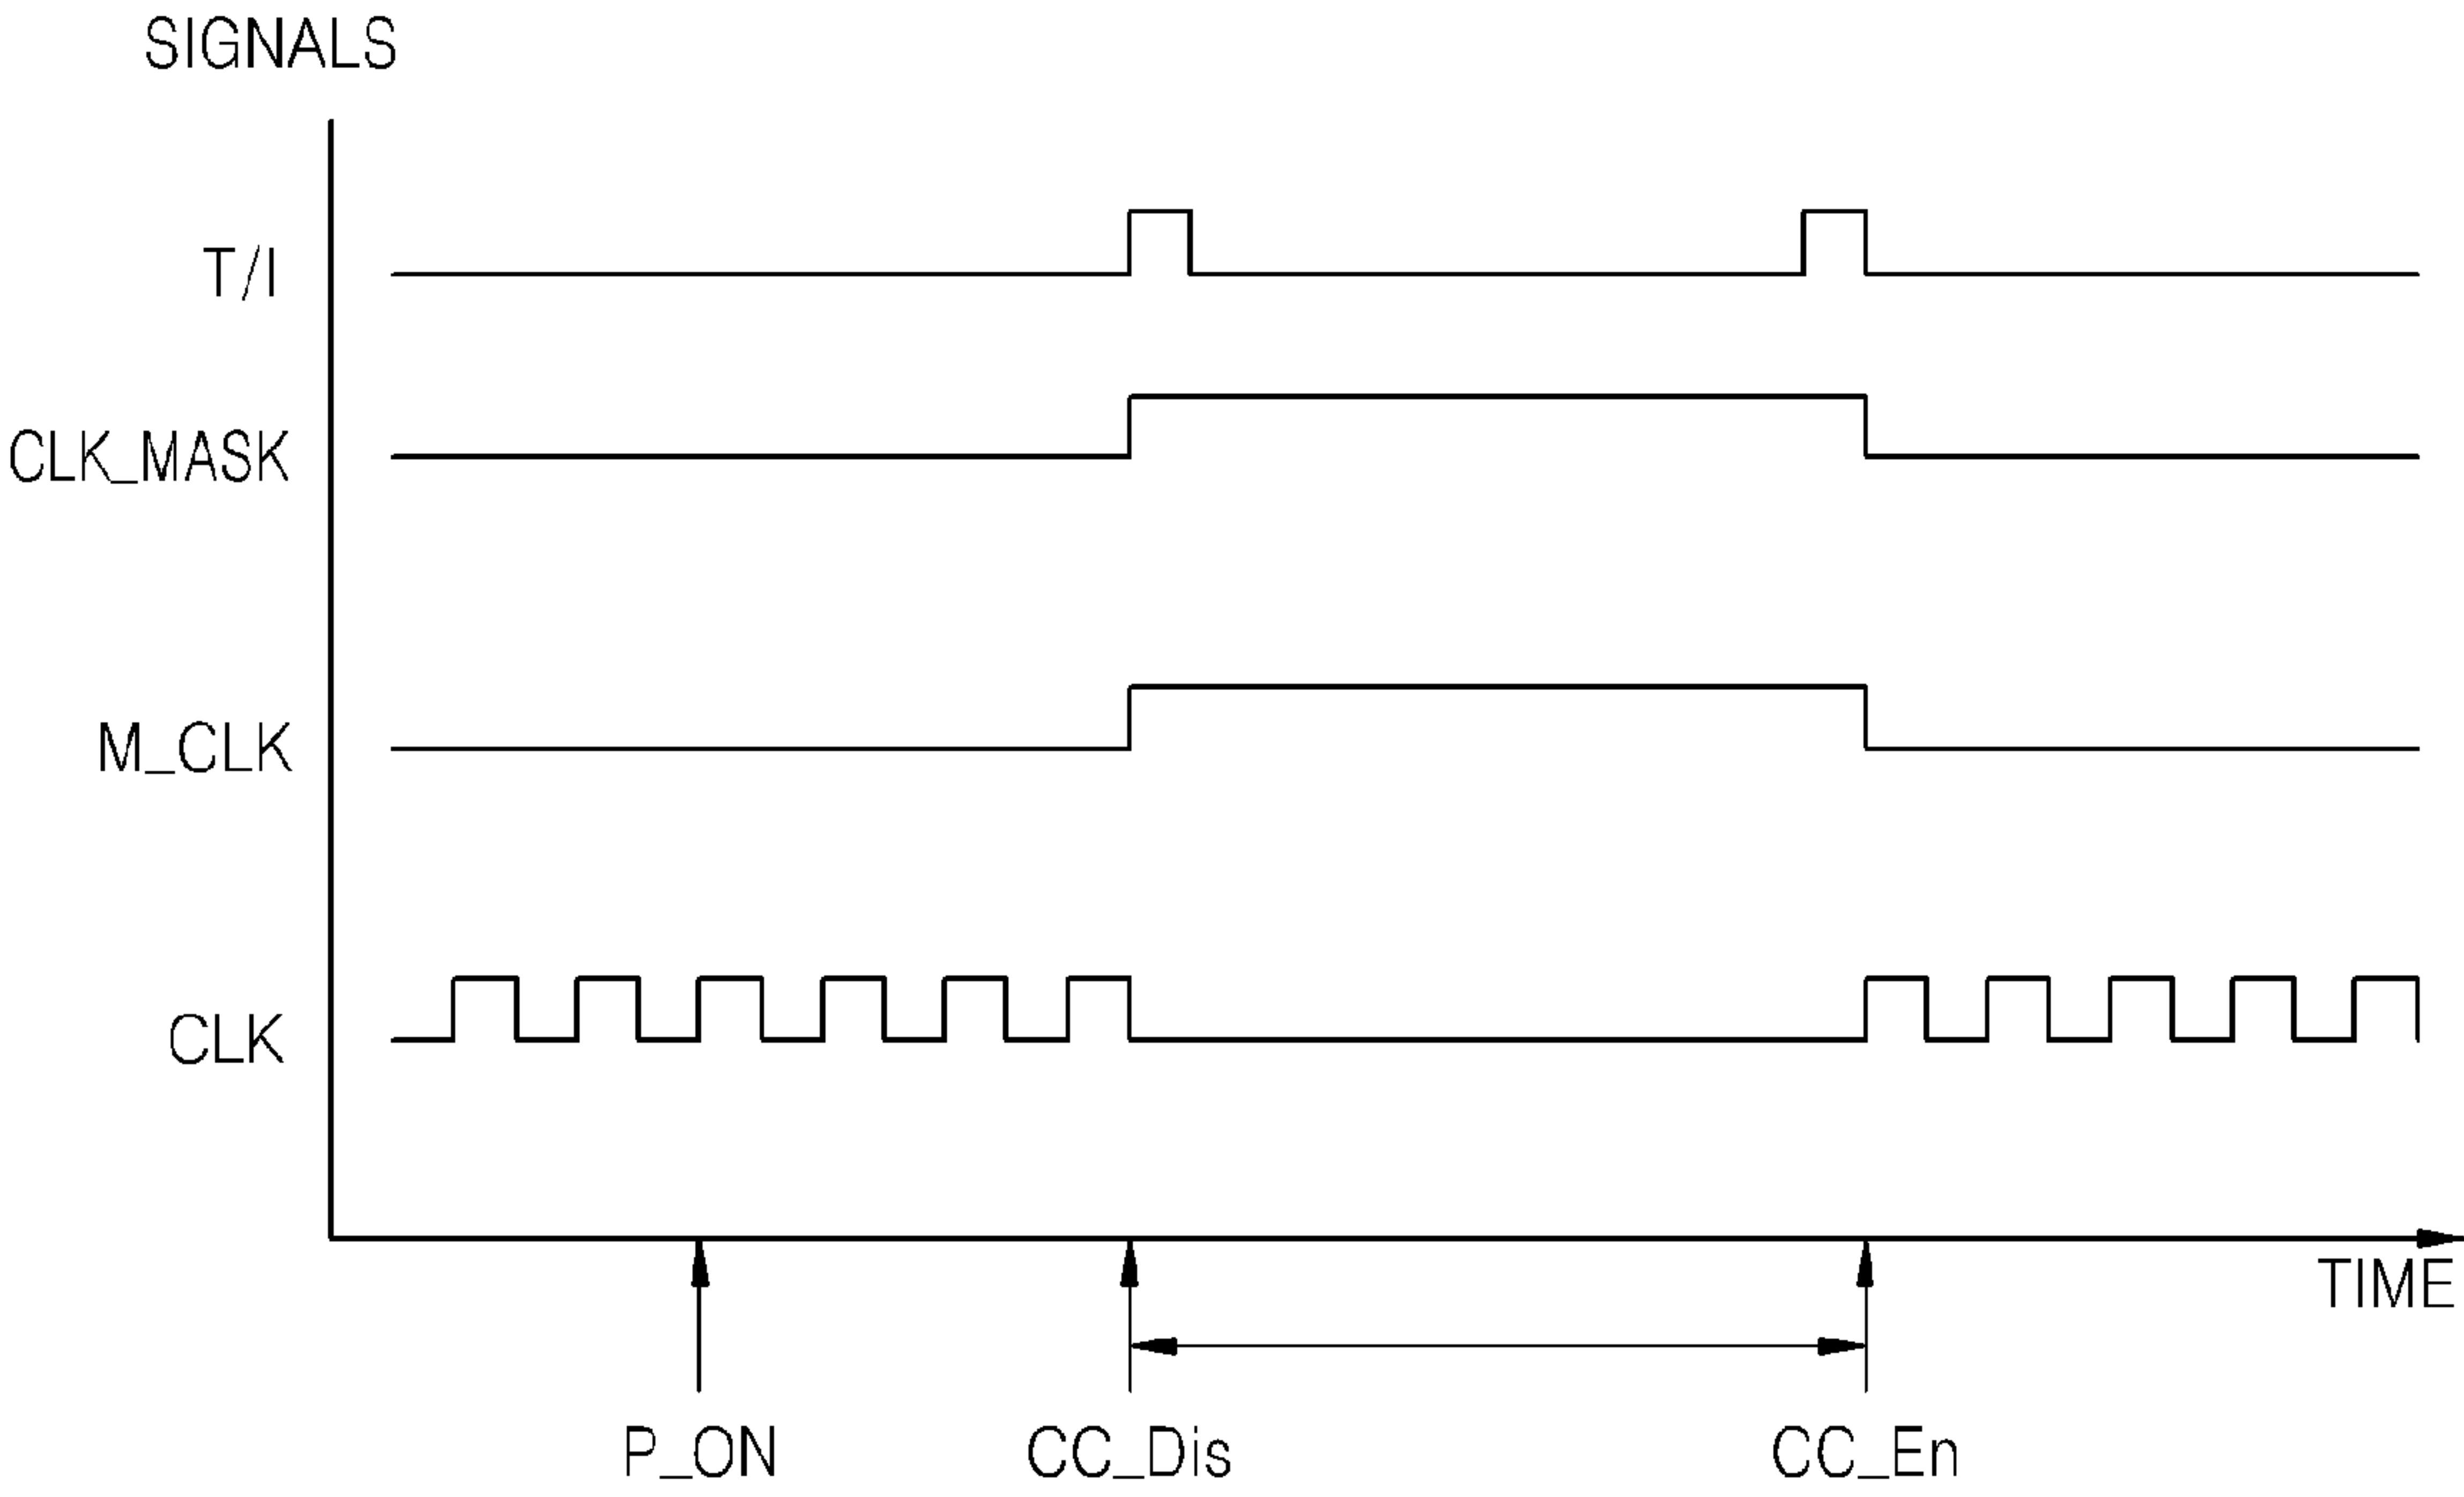 SIGNALS
T/I
CLK_MASK
M_CLK
CLK
TIME
P_ON CC_Dis CC_En